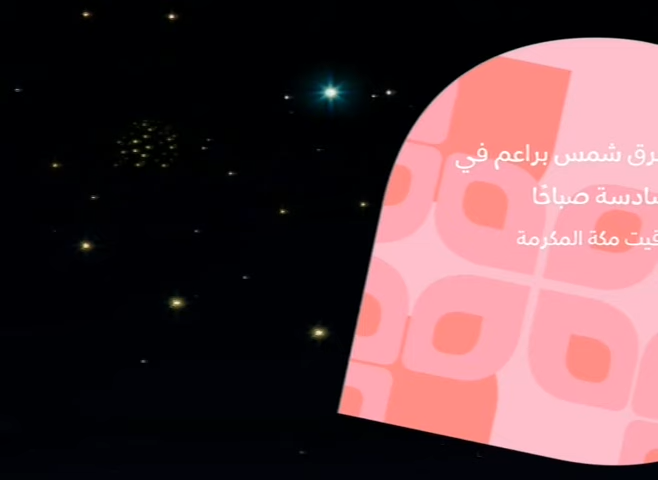 شمس براعم في
صباحًا
مكة المكرمة